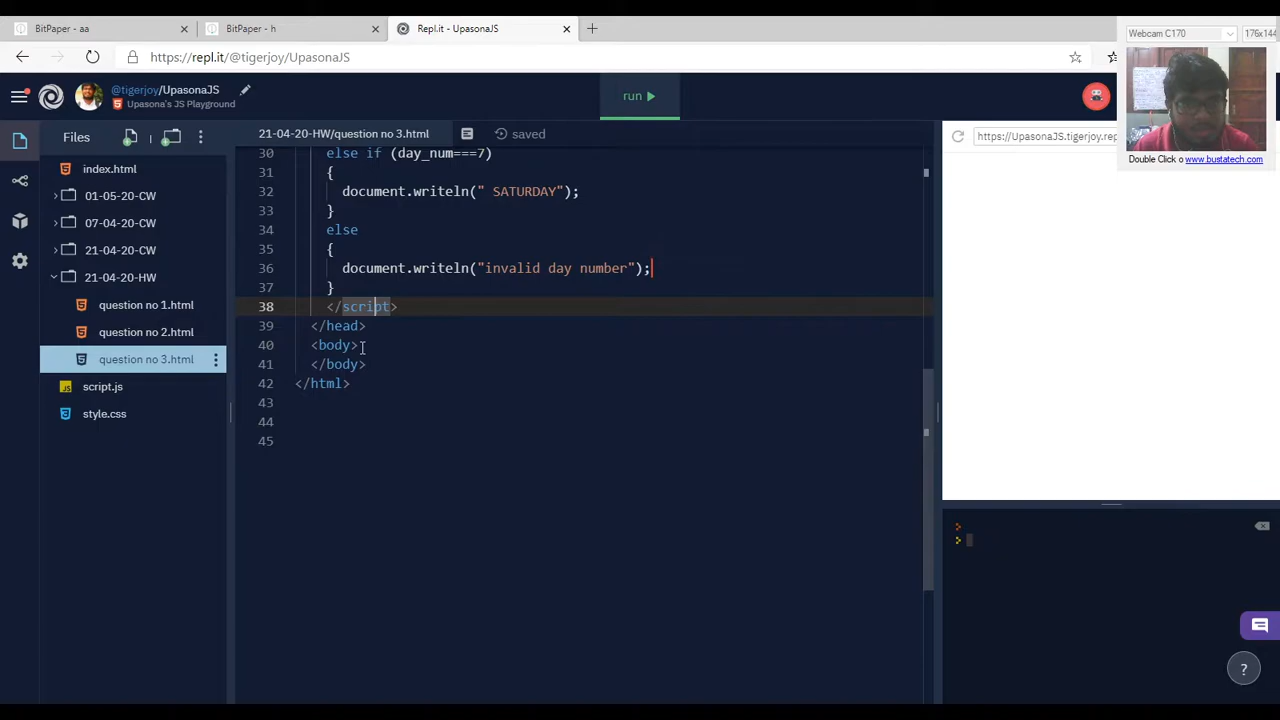 BitPaper - aa
BitPaper - h
Repl.it - UpasonaJS
https://repl.it/@tigerjoy/UpasonaJS
Webcam C170
176x144
Double Click o www.bustatech.com
@tigerjoy/UpasonaJS
Upasona's JS Playground
run
Files
index.html
01-05-20-CW
07-04-20-CW
21-04-20-CW
21-04-20-HW
question no 1.html
question no 2.html
question no 3.html
script.js
style.css
21-04-20-HW/question no 3.html
saved
30 else if (day_num===7)
31 {
32 document.writeln(" SATURDAY");
33 }
34 else
35 {
36 document.writeln("invalid day number");
37 }
38 </script>
39 </head>
40 <body>
41 </body>
42 </html>
43
44
45
https://UpasonaJS.tigerjoy.rep
?